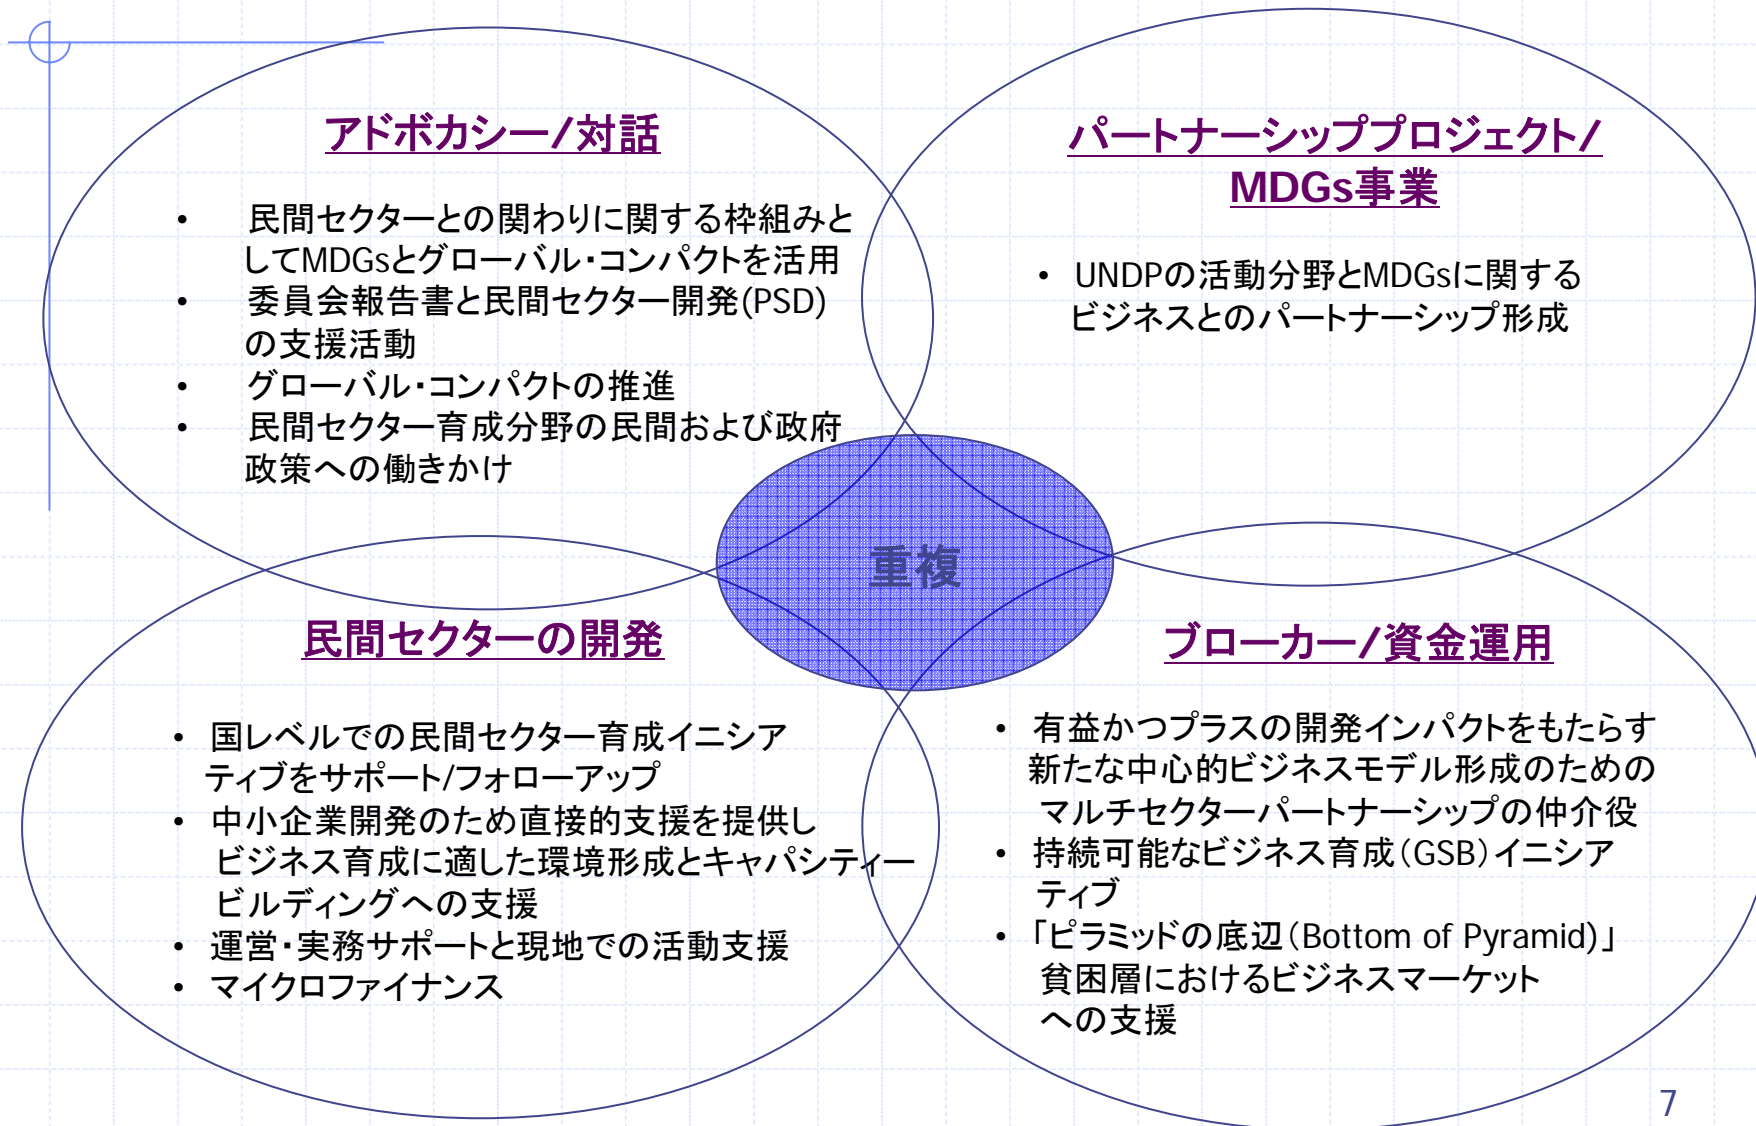 アドボカシー/対話
• 民間セクターとの関わりに関する枠組みと
してMDGsとグローバル・コンパクトを活用
• 委員会報告書と民間セクター開発(PSD)
の支援活動
• グローバル・コンパクトの推進
• 民間セクター育成分野の民間および政府
政策への働きかけ
パートナーシッププロジェクト/
MDGs事業
• UNDPの活動分野とMDGsに関する
ビジネスとのパートナーシップ形成
重複
民間セクターの開発
• 国レベルでの民間セクター育成イニシア
ティブをサポート/フォローアップ
• 中小企業開発のため直接的支援を提供し
ビジネス育成に適した環境形成とキャパシティー
ビルディングへの支援
• 運営・実務サポートと現地での活動支援
• マイクロファイナンス
ブローカー/資金運用
• 有益かつプラスの開発インパクトをもたらす
新たな中心的ビジネスモデル形成のための
マルチセクターパートナーシップの仲介役
• 持続可能なビジネス育成(GSB)イニシア
ティブ
• 「ピラミッドの底辺(Bottom of Pyramid)」
貧困層におけるビジネスマーケット
への支援
7